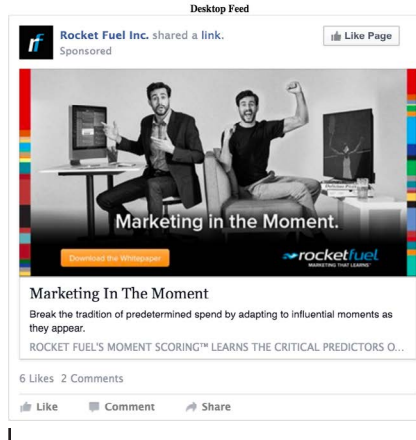 Desktop Feed
Rocket Fuel Inc. shared a link.
Sponsored
Like Page
Marketing in the Moment.
Download the Whitepaper
rocketfuel
MARKETING THAT LEARNS™
Marketing In The Moment
Break the tradition of predetermined spend by adapting to influential moments as
they appear.
ROCKET FUEL'S MOMENT SCORING™ LEARNS THE CRITICAL PREDICTORS O...
6 Likes 2 Comments
Like Comment Share